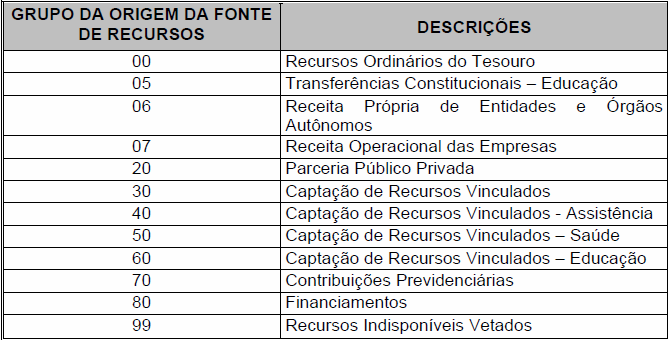 GRUPO DA ORIGEM DA FONTE
DE RECURSOS
DESCRIÇÕES
00 Recursos Ordinários do Tesouro
05 Transferências Constitucionais – Educação
06 Receita Própria de Entidades e Órgãos
Autônomos
07 Receita Operacional das Empresas
20 Parceria Público Privada
30 Captação de Recursos Vinculados
40 Captação de Recursos Vinculados - Assistência
50 Captação de Recursos Vinculados – Saúde
60 Captação de Recursos Vinculados – Educação
70 Contribuições Previdenciárias
80 Financiamentos
99 Recursos Indisponíveis Vetados